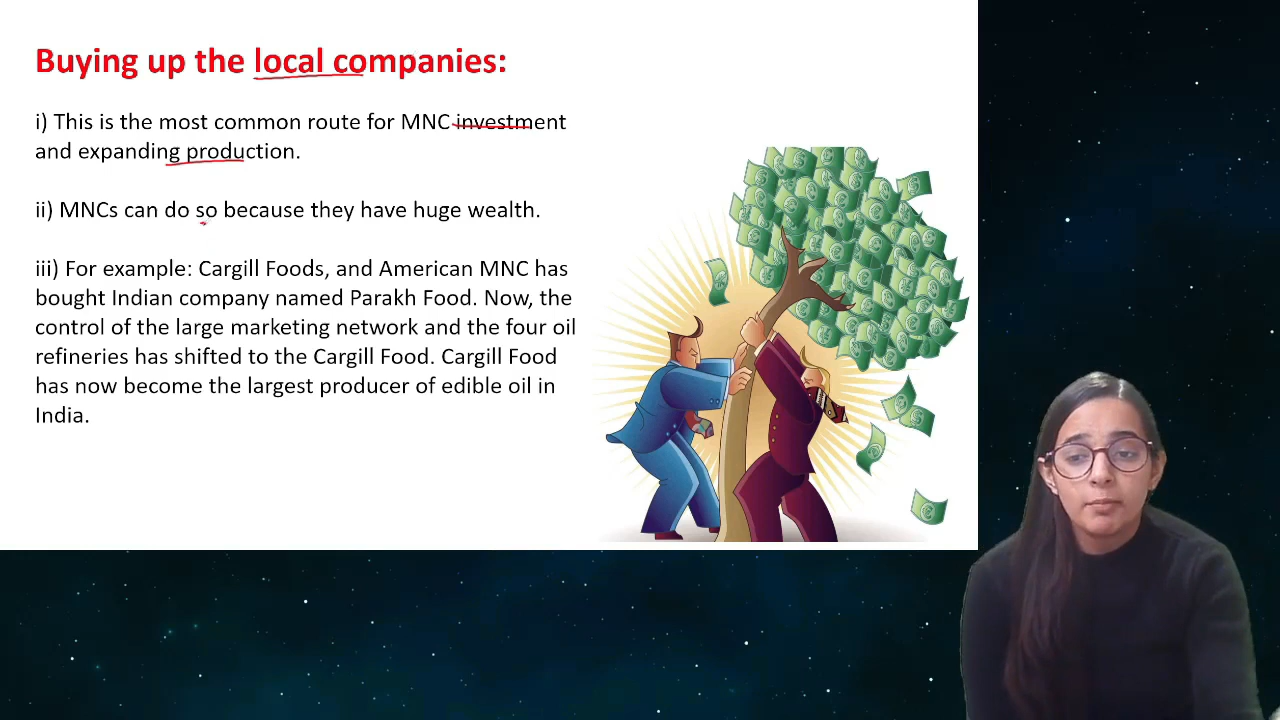 Buying up the local companies:
i) This is the most common route for MNC investment
and expanding production.
ii) MNCs can do so because they have huge wealth.
iii) For example: Cargill Foods, and American MNC has
bought Indian company named Parakh Food. Now, the
control of the large marketing network and the four oil
refineries has shifted to the Cargill Food. Cargill Food
has now become the largest producer of edible oil in
India.